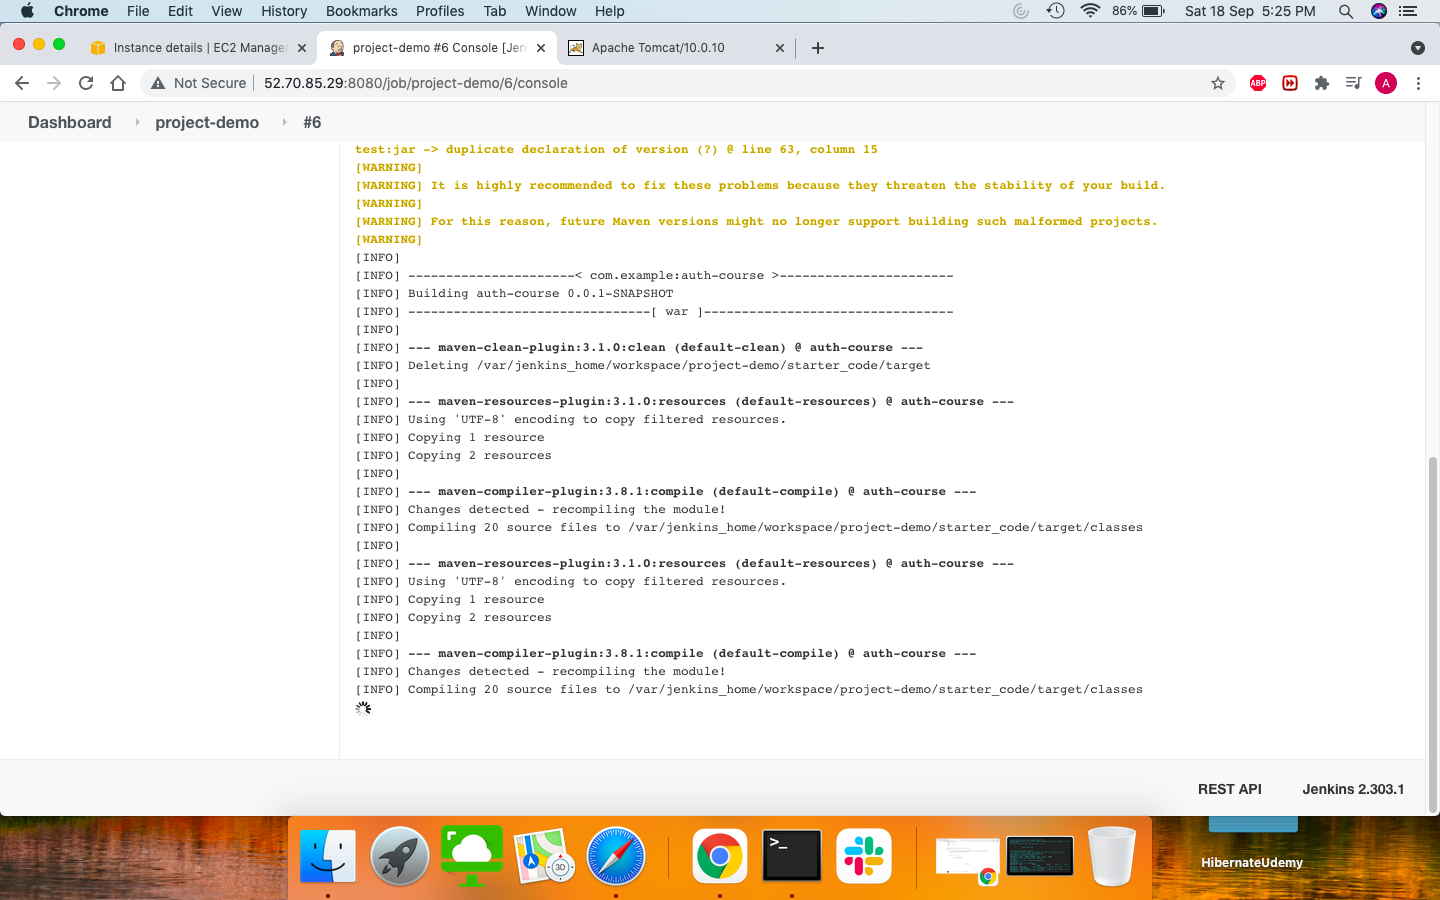 Chrome File Edit View History Bookmarks Profiles Tab Window Help 86% Sat 18 Sep 5:25 PM
Instance details | EC2 Manage
project-demo #6 Console [Jen
Apache Tomcat/10.0.10
Not Secure 52.70.85.29:8080/job/project-demo/6/console
ABP
A
Dashboard project-demo #6
test:jar -> duplicate declaration of version (?) @ line 63, column 15
[WARNING]
[WARNING] It is highly recommended to fix these problems because they threaten the stability of your build.
[WARNING]
[WARNING] For this reason, future Maven versions might no longer support building such malformed projects.
[WARNING]
[INFO]
[INFO] ----------------------< com.example:auth-course >-----------------------
[INFO] Building auth-course 0.0.1-SNAPSHOT
[INFO] --------------------------------[ war ]---------------------------------
[INFO]
[INFO] --- maven-clean-plugin:3.1.0:clean (default-clean) @ auth-course ---
[INFO] Deleting /var/jenkins_home/workspace/project-demo/starter_code/target
[INFO]
[INFO] --- maven-resources-plugin:3.1.0:resources (default-resources) @ auth-course ---
[INFO] Using 'UTF-8' encoding to copy filtered resources.
[INFO] Copying 1 resource
[INFO] Copying 2 resources
[INFO]
[INFO] --- maven-compiler-plugin:3.8.1:compile (default-compile) @ auth-course ---
[INFO] Changes detected - recompiling the module!
[INFO] Compiling 20 source files to /var/jenkins_home/workspace/project-demo/starter_code/target/classes
[INFO]
[INFO] --- maven-resources-plugin:3.1.0:resources (default-resources) @ auth-course ---
[INFO] Using 'UTF-8' encoding to copy filtered resources.
[INFO] Copying 1 resource
[INFO] Copying 2 resources
[INFO]
[INFO] --- maven-compiler-plugin:3.8.1:compile (default-compile) @ auth-course ---
[INFO] Changes detected - recompiling the module!
[INFO] Compiling 20 source files to /var/jenkins_home/workspace/project-demo/starter_code/target/classes
REST API Jenkins 2.303.1
3D
>_
HibernateUdemy